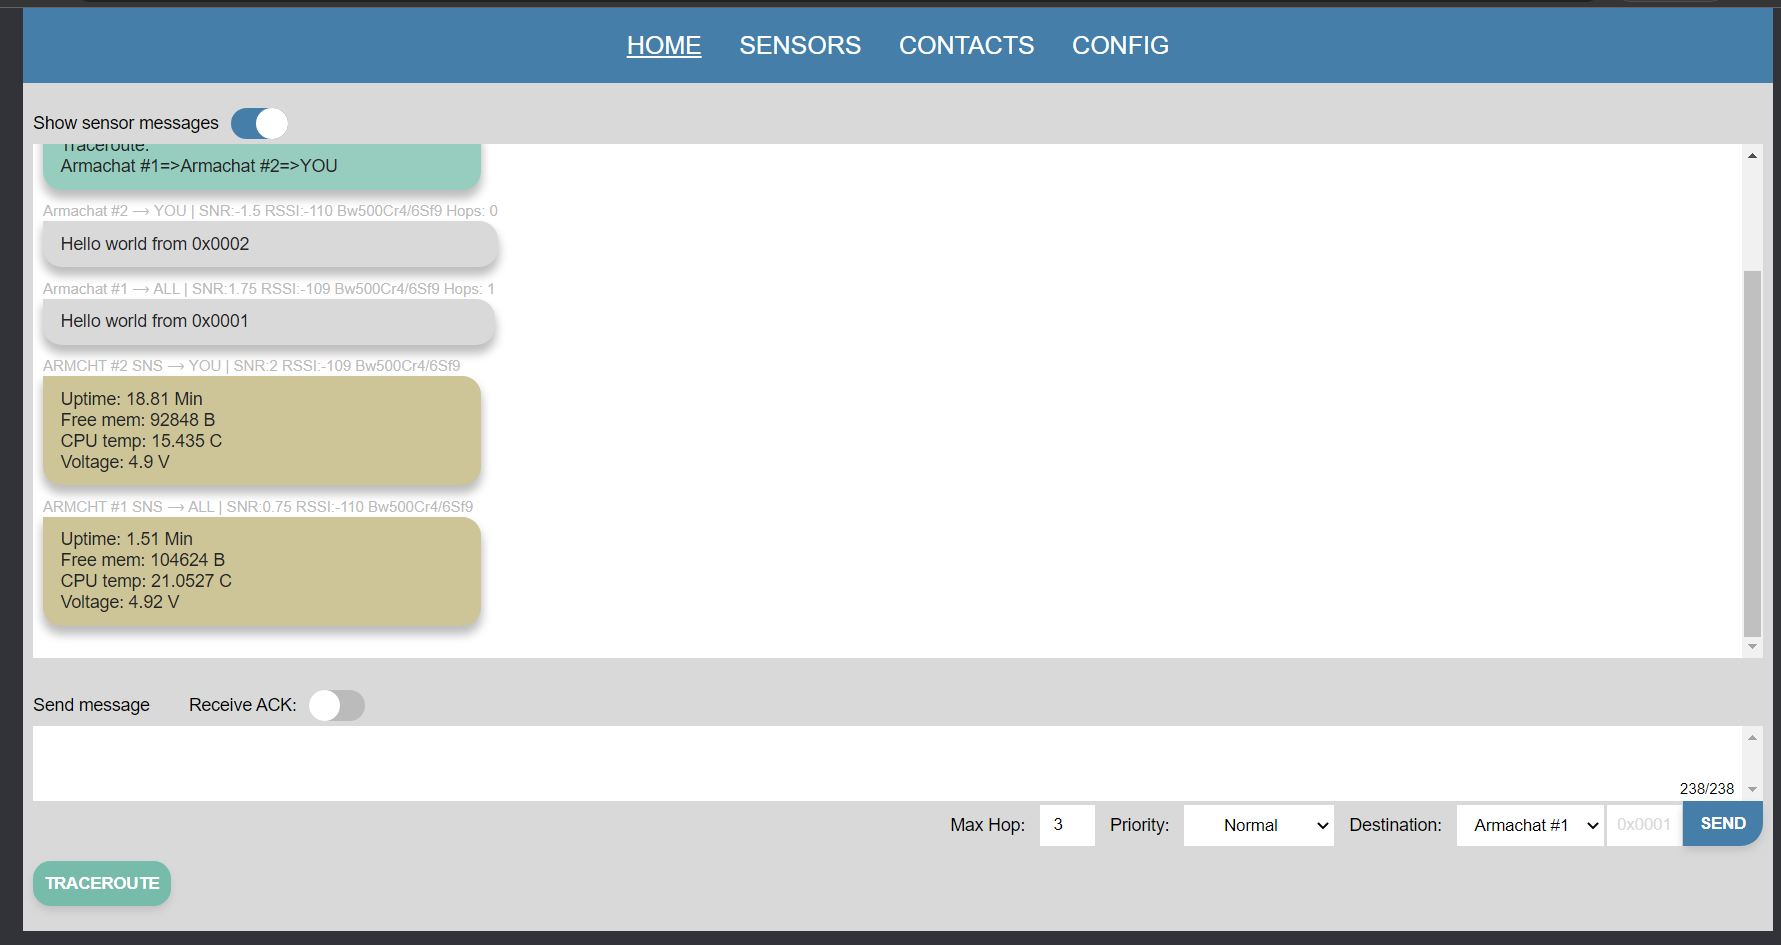 HOME SENSORS CONTACTS CONFIG
Show sensor messages
Traceroute:
Armachat #1=>Armachat #2=>YOU
Armachat #2 → YOU | SNR:-1.5 RSSI:-110 Bw500Cr4/6Sf9 Hops: 0
Hello world from 0x0002
Armachat #1 → ALL | SNR:1.75 RSSI:-109 Bw500Cr4/6Sf9 Hops: 1
Hello world from 0x0001
ARMCHT #2 SNS → YOU | SNR:2 RSSI:-109 Bw500Cr4/6Sf9
Uptime: 18.81 Min
Free mem: 92848 B
CPU temp: 15.435 C
Voltage: 4.9 V
ARMCHT #1 SNS → ALL | SNR:0.75 RSSI:-110 Bw500Cr4/6Sf9
Uptime: 1.51 Min
Free mem: 104624 B
CPU temp: 21.0527 C
Voltage: 4.92 V
Send message Receive ACK:
238/238
Max Hop: 3 Priority: Normal Destination: Armachat #1 0x0001 SEND
TRACEROUTE